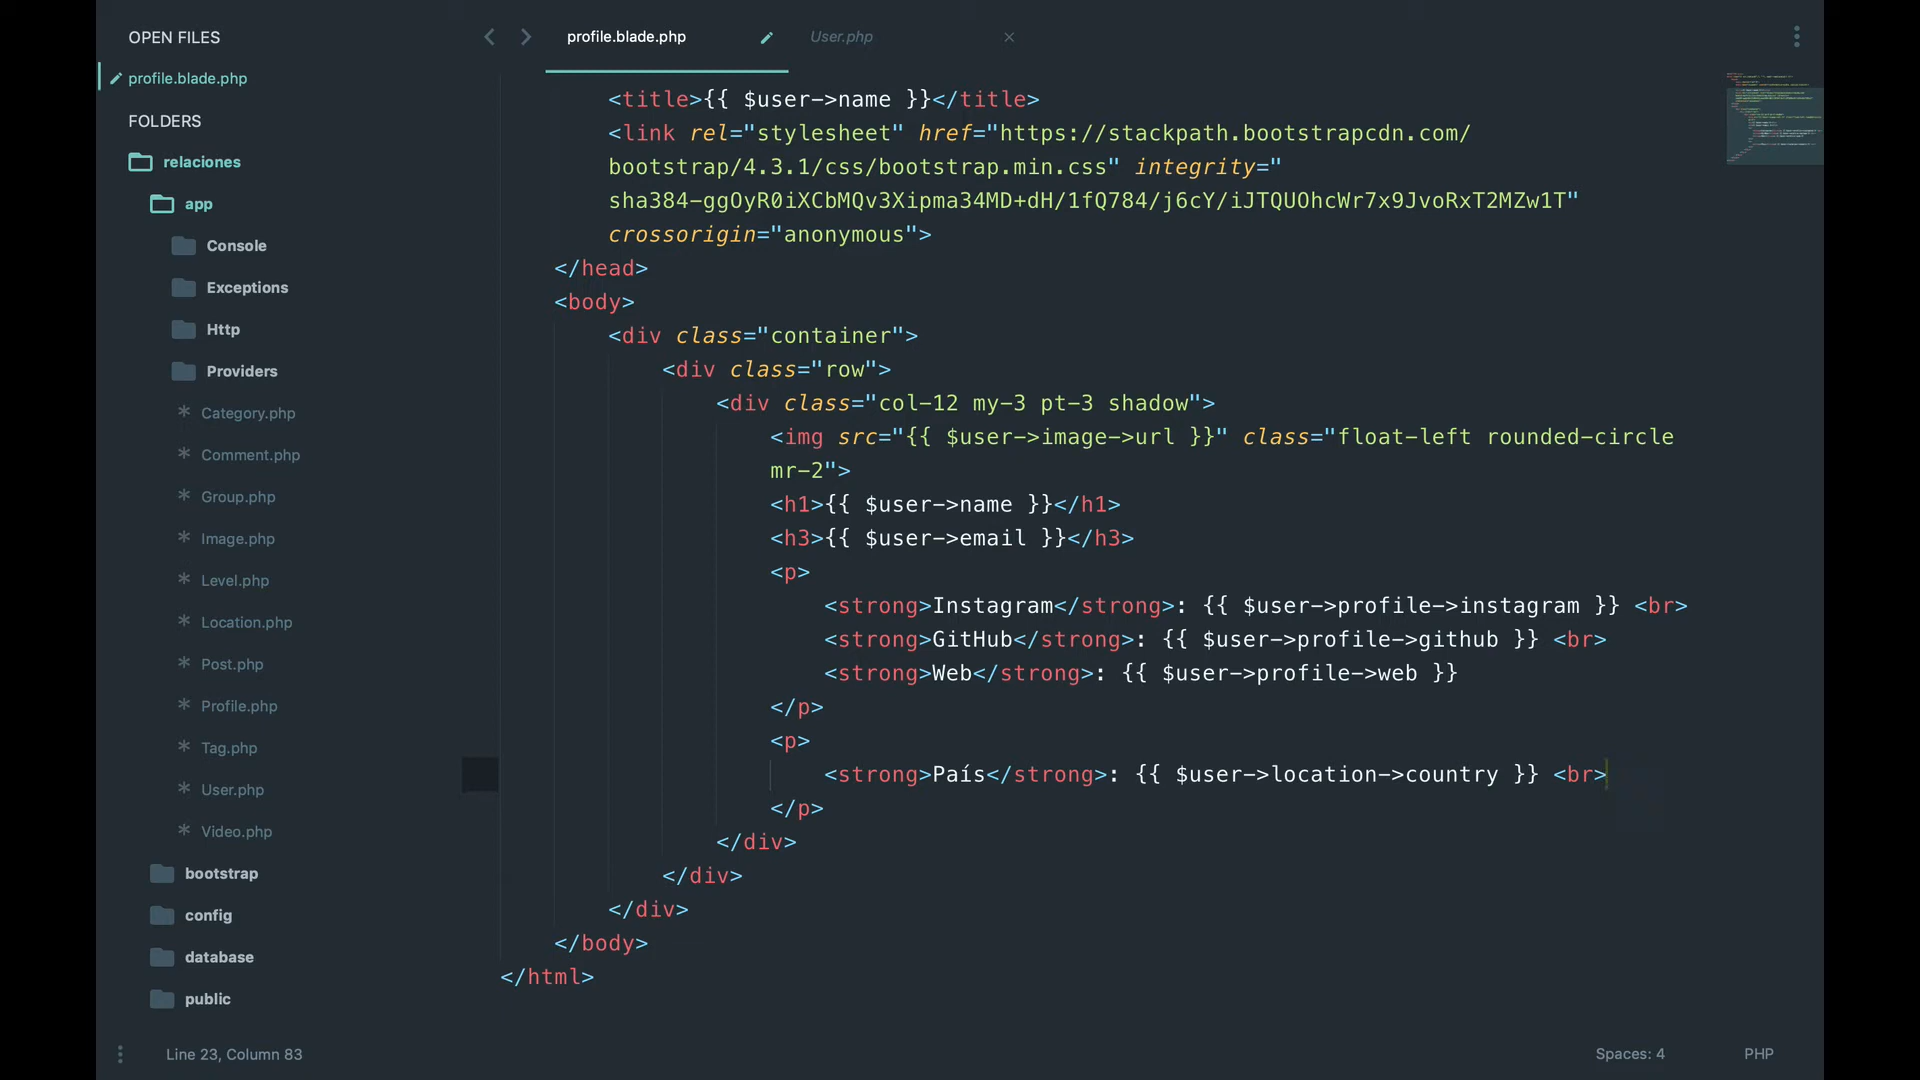 OPEN FILES
profile.blade.php
FOLDERS
relaciones
app
Console
Exceptions
Http
Providers
Category.php
Comment.php
Group.php
Image.php
Level.php
Location.php
Post.php
Profile.php
Tag.php
User.php
Video.php
bootstrap
config
database
public
profile.blade.php
User.php
<title>{{ $user->name }}</title>
<link rel="stylesheet" href="https://stackpath.bootstrapcdn.com/
bootstrap/4.3.1/css/bootstrap.min.css" integrity="
sha384-ggOyR0iXCbMQv3Xipma34MD+dH/1fQ784/j6cY/iJTQUOhcWr7x9JvoRxT2MZw1T"
crossorigin="anonymous">
</head>
<body>
<div class="container">
<div class="row">
<div class="col-12 my-3 pt-3 shadow">
<img src="{{ $user->image->url }}" class="float-left rounded-circle
mr-2">
<h1>{{ $user->name }}</h1>
<h3>{{ $user->email }}</h3>
<p>
<strong>Instagram</strong>: {{ $user->profile->instagram }} <br>
<strong>GitHub</strong>: {{ $user->profile->github }} <br>
<strong>Web</strong>: {{ $user->profile->web }}
</p>
<p>
<strong>País</strong>: {{ $user->location->country }} <br>
</p>
</div>
</div>
</div>
</body>
</html>
Line 23, Column 83
Spaces: 4
PHP